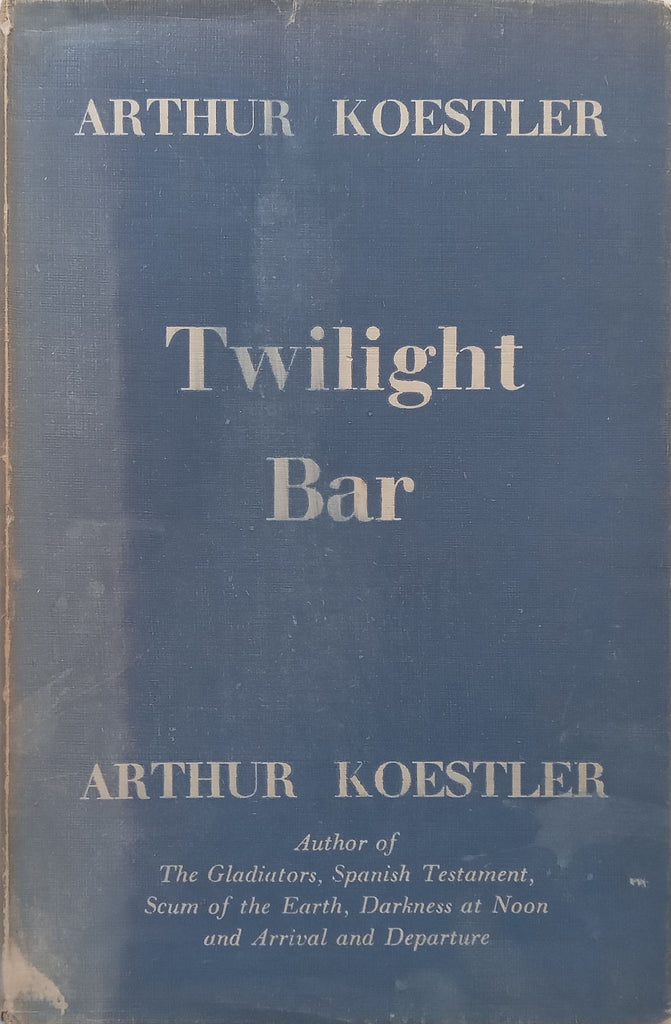 ARTHUR KOESTLER
Twilight
Bar
ARTHUR KOESTLER
Author of
The Gladiators, Spanish Testament,
Scum of the Earth, Darkness at Noon
and Arrival and Departure